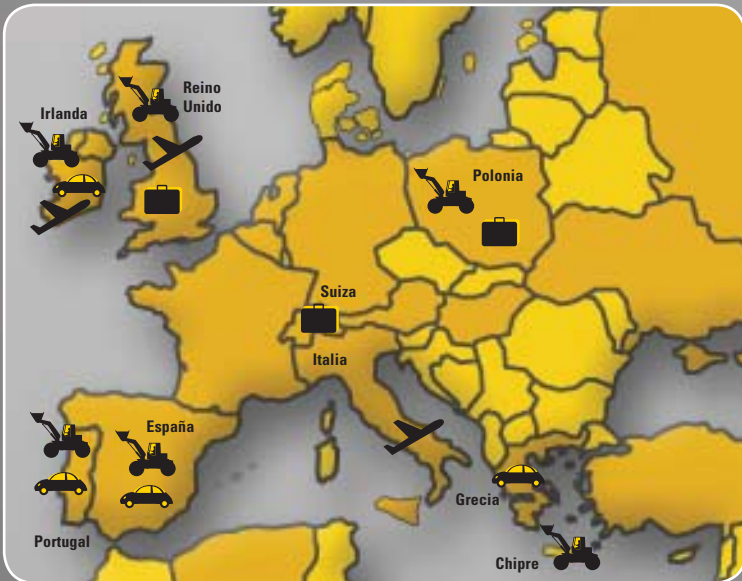 Reino
Unido
Irlanda
Polonia
Suiza
Italia
España
Grecia
Portugal
Chipre